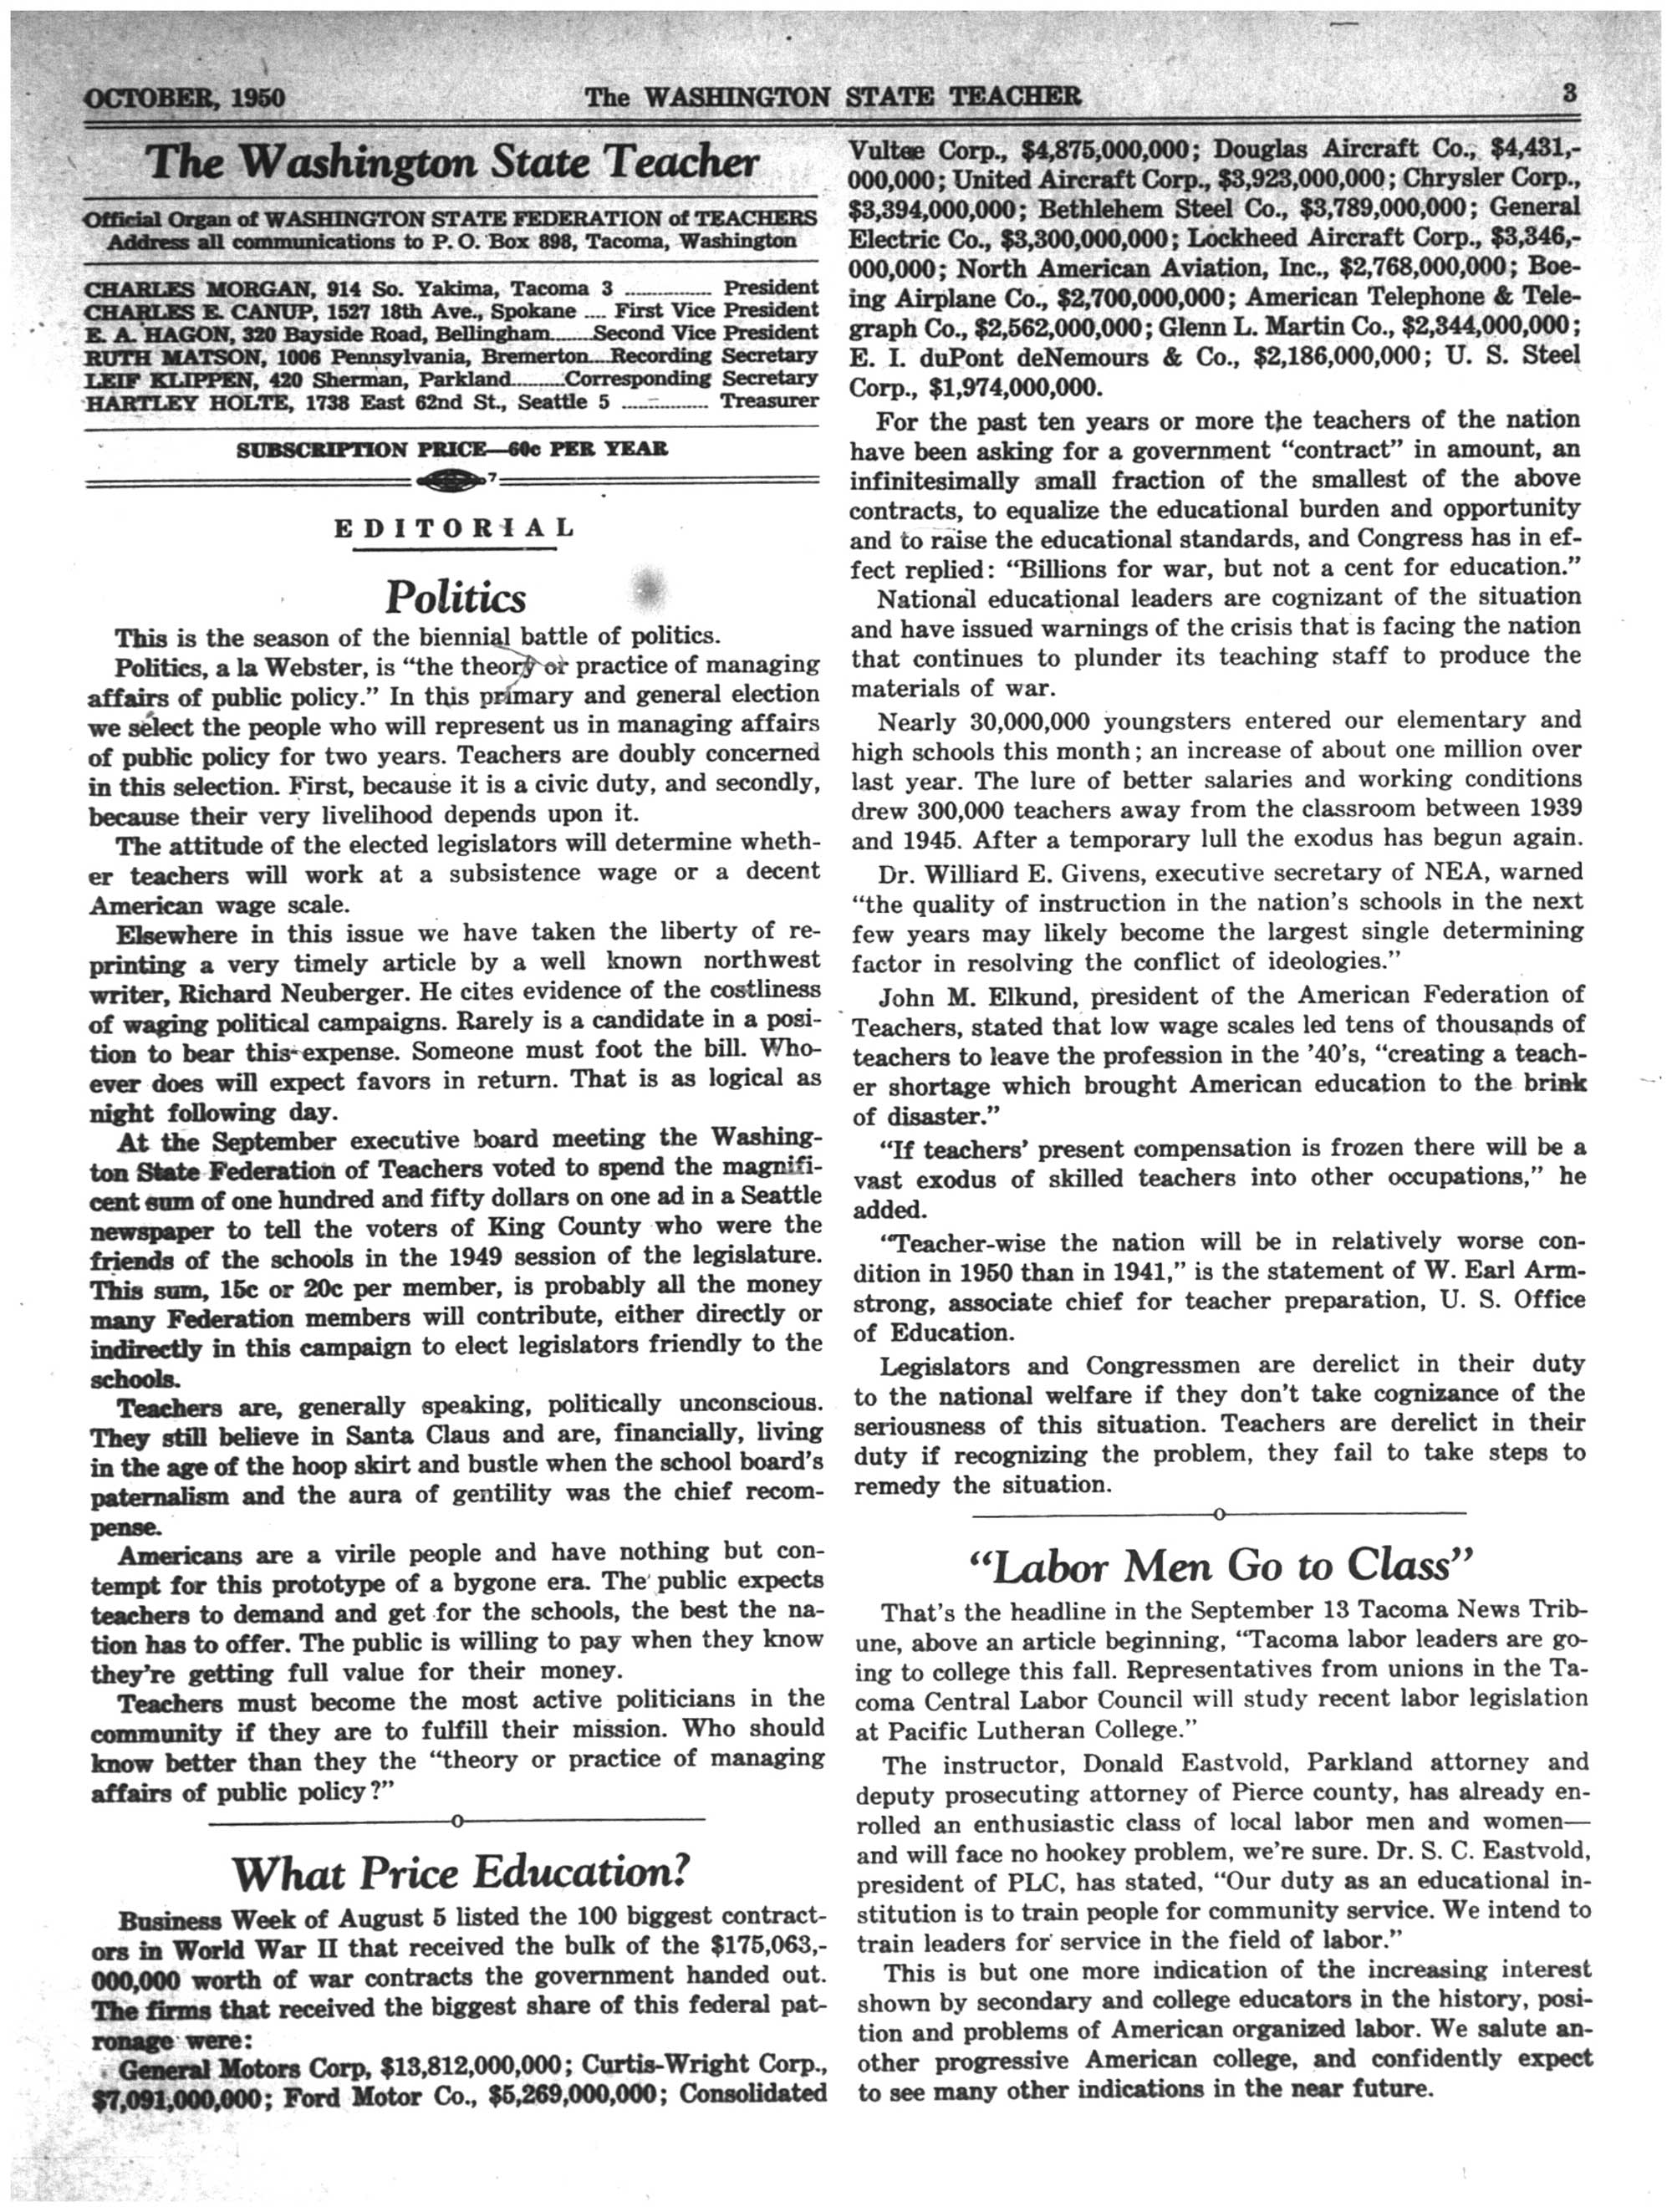 OCTOBER, 1950 The WASHINGTON STATE TEACHER 3
The Washington State Teacher
Official Organ of WASHINGTON STATE FEDERATION of TEACHERS
Address all communications to P. O. Box 898, Tacoma, Washington
CHARLES MORGAN, 914 So. Yakima, Tacoma 3 .............. President
CHARLES E. CANUP, 1527 18th Ave., Spokane .... First Vice President
E. A. HAGON, 320 Bayside Road, Bellingham.......Second Vice President
RUTH MATSON, 1006 Pennsylvania, Bremerton...Recording Secretary
LEIF KLIPPEN, 420 Sherman, Parkland.........Corresponding Secretary
HARTLEY HOLTE, 1738 East 62nd St., Seattle 5 .............. Treasurer
SUBSCRIPTION PRICE—60c PER YEAR
7
EDITORIAL
Politics
This is the season of the biennial battle of politics.
Politics, a la Webster, is "the theory or practice of managing
affairs of public policy." In this primary and general election
we select the people who will represent us in managing affairs
of public policy for two years. Teachers are doubly concerned
in this selection. First, because it is a civic duty, and secondly,
because their very livelihood depends upon it.
The attitude of the elected legislators will determine wheth-
er teachers will work at a subsistence wage or a decent
American wage scale.
Elsewhere in this issue we have taken the liberty of re-
printing a very timely article by a well known northwest
writer, Richard Neuberger. He cites evidence of the costliness
of waging political campaigns. Rarely is a candidate in a posi-
tion to bear this expense. Someone must foot the bill. Who-
ever does will expect favors in return. That is as logical as
night following day.
At the September executive board meeting the Washing-
ton State Federation of Teachers voted to spend the magnifi-
cent sum of one hundred and fifty dollars on one ad in a Seattle
newspaper to tell the voters of King County who were the
friends of the schools in the 1949 session of the legislature.
This sum, 15c or 20c per member, is probably all the money
many Federation members will contribute, either directly or
indirectly in this campaign to elect legislators friendly to the
schools.
Teachers are, generally speaking, politically unconscious.
They still believe in Santa Claus and are, financially, living
in the age of the hoop skirt and bustle when the school board's
paternalism and the aura of gentility was the chief recom-
pense.
Americans are a virile people and have nothing but con-
tempt for this prototype of a bygone era. The public expects
teachers to demand and get for the schools, the best the na-
tion has to offer. The public is willing to pay when they know
they're getting full value for their money.
Teachers must become the most active politicians in the
community if they are to fulfill their mission. Who should
know better than they the "theory or practice of managing
affairs of public policy?"
What Price Education?
Business Week of August 5 listed the 100 biggest contract-
ors in World War II that received the bulk of the $175,063,-
000,000 worth of war contracts the government handed out.
The firms that received the biggest share of this federal pat-
ronage were:
General Motors Corp, $13,812,000,000; Curtis-Wright Corp.,
$7,091,000,000; Ford Motor Co., $5,269,000,000; Consolidated
Vultee Corp., $4,875,000,000; Douglas Aircraft Co., $4,431,-
000,000; United Aircraft Corp., $3,923,000,000; Chrysler Corp.,
$3,394,000,000; Bethlehem Steel Co., $3,789,000,000; General
Electric Co., $3,300,000,000; Lockheed Aircraft Corp., $3,346,-
000,000; North American Aviation, Inc., $2,768,000,000; Boe-
ing Airplane Co., $2,700,000,000; American Telephone & Tele-
graph Co., $2,562,000,000; Glenn L. Martin Co., $2,344,000,000;
E. I. duPont deNemours & Co., $2,186,000,000; U. S. Steel
Corp., $1,974,000,000.
For the past ten years or more the teachers of the nation
have been asking for a government "contract" in amount, an
infinitesimally small fraction of the smallest of the above
contracts, to equalize the educational burden and opportunity
and to raise the educational standards, and Congress has in ef-
fect replied: "Billions for war, but not a cent for education."
National educational leaders are cognizant of the situation
and have issued warnings of the crisis that is facing the nation
that continues to plunder its teaching staff to produce the
materials of war.
Nearly 30,000,000 youngsters entered our elementary and
high schools this month; an increase of about one million over
last year. The lure of better salaries and working conditions
drew 300,000 teachers away from the classroom between 1939
and 1945. After a temporary lull the exodus has begun again.
Dr. Williard E. Givens, executive secretary of NEA, warned
"the quality of instruction in the nation's schools in the next
few years may likely become the largest single determining
factor in resolving the conflict of ideologies."
John M. Elkund, president of the American Federation of
Teachers, stated that low wage scales led tens of thousands of
teachers to leave the profession in the '40's, "creating a teach-
er shortage which brought American education to the brink
of disaster."
"If teachers' present compensation is frozen there will be a
vast exodus of skilled teachers into other occupations," he
added.
"Teacher-wise the nation will be in relatively worse con-
dition in 1950 than in 1941," is the statement of W. Earl Arm-
strong, associate chief for teacher preparation, U. S. Office
of Education.
Legislators and Congressmen are derelict in their duty
to the national welfare if they don't take cognizance of the
seriousness of this situation. Teachers are derelict in their
duty if recognizing the problem, they fail to take steps to
remedy the situation.
"Labor Men Go to Class"
That's the headline in the September 13 Tacoma News Trib-
une, above an article beginning, "Tacoma labor leaders are go-
ing to college this fall. Representatives from unions in the Ta-
coma Central Labor Council will study recent labor legislation
at Pacific Lutheran College."
The instructor, Donald Eastvold, Parkland attorney and
deputy prosecuting attorney of Pierce county, has already en-
rolled an enthusiastic class of local labor men and women—
and will face no hookey problem, we're sure. Dr. S. C. Eastvold,
president of PLC, has stated, "Our duty as an educational in-
stitution is to train people for community service. We intend to
train leaders for service in the field of labor."
This is but one more indication of the increasing interest
shown by secondary and college educators in the history, posi-
tion and problems of American organized labor. We salute an-
other progressive American college, and confidently expect
to see many other indications in the near future.